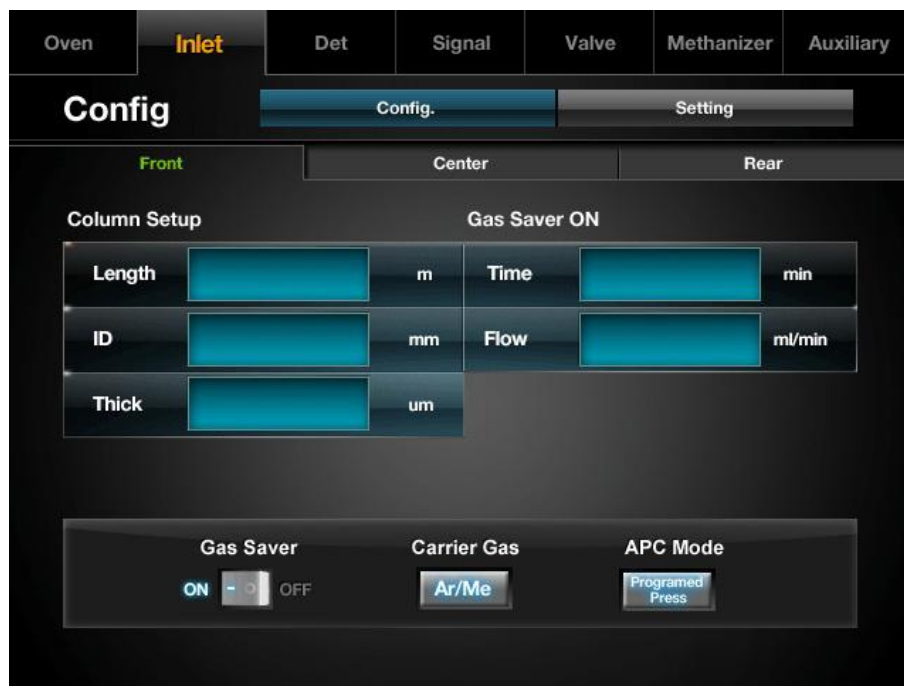 Oven Inlet Det Signal Valve Methanizer Auxiliary
Config Config. Setting
Front Center Rear
Column Setup Gas Saver ON
Length m Time min
ID mm Flow ml/min
Thick um
Gas Saver Carrier Gas APC Mode
ON OFF Ar/Me Programed
Press